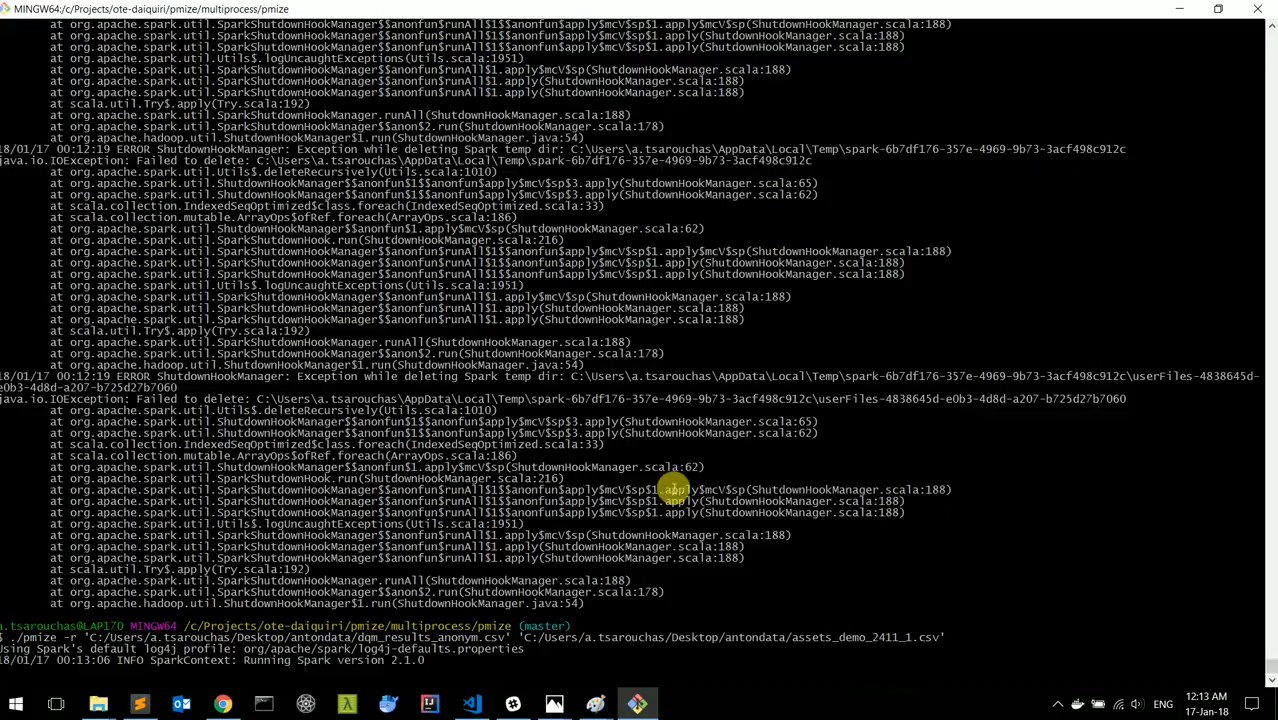 MINGW64:/c/Projects/ote-daiquiri/pmize/multiprocess/pmize
at org.apache.spark.util.SparkShutdownHookManager$$anonfun$runAll$1$$anonfun$apply$mcV$sp$1.apply$mcV$sp(ShutdownHookManager.scala:188)
at org.apache.spark.util.SparkShutdownHookManager$$anonfun$runAll$1$$anonfun$apply$mcV$sp$1.apply(ShutdownHookManager.scala:188)
at org.apache.spark.util.SparkShutdownHookManager$$anonfun$runAll$1$$anonfun$apply$mcV$sp$1.apply(ShutdownHookManager.scala:188)
at org.apache.spark.util.Utils$.logUncaughtExceptions(Utils.scala:1951)
at org.apache.spark.util.SparkShutdownHookManager$$anonfun$runAll$1.apply$mcV$sp(ShutdownHookManager.scala:188)
at org.apache.spark.util.SparkShutdownHookManager$$anonfun$runAll$1.apply(ShutdownHookManager.scala:188)
at org.apache.spark.util.SparkShutdownHookManager$$anonfun$runAll$1.apply(ShutdownHookManager.scala:188)
at scala.util.Try$.apply(Try.scala:192)
at org.apache.spark.util.SparkShutdownHookManager.runAll(ShutdownHookManager.scala:188)
at org.apache.spark.util.SparkShutdownHookManager$$anon$2.run(ShutdownHookManager.scala:178)
at org.apache.hadoop.util.ShutdownHookManager$1.run(ShutdownHookManager.java:54)
18/01/17 00:12:19 ERROR ShutdownHookManager: Exception while deleting Spark temp dir: C:\Users\a.tsarouchas\AppData\Local\Temp\spark-6b7df176-357e-4969-9b73-3acf498c912c
java.io.IOException: Failed to delete: C:\Users\a.tsarouchas\AppData\Local\Temp\spark-6b7df176-357e-4969-9b73-3acf498c912c
at org.apache.spark.util.Utils$.deleteRecursively(Utils.scala:1010)
at org.apache.spark.util.ShutdownHookManager$$anonfun$1$$anonfun$apply$mcV$sp$3.apply(ShutdownHookManager.scala:65)
at org.apache.spark.util.ShutdownHookManager$$anonfun$1$$anonfun$apply$mcV$sp$3.apply(ShutdownHookManager.scala:62)
at scala.collection.IndexedSeqOptimized$class.foreach(IndexedSeqOptimized.scala:33)
at scala.collection.mutable.ArrayOps$ofRef.foreach(ArrayOps.scala:186)
at org.apache.spark.util.ShutdownHookManager$$anonfun$1.apply$mcV$sp(ShutdownHookManager.scala:62)
at org.apache.spark.util.SparkShutdownHook.run(ShutdownHookManager.scala:216)
at org.apache.spark.util.SparkShutdownHookManager$$anonfun$runAll$1$$anonfun$apply$mcV$sp$1.apply$mcV$sp(ShutdownHookManager.scala:188)
at org.apache.spark.util.SparkShutdownHookManager$$anonfun$runAll$1$$anonfun$apply$mcV$sp$1.apply(ShutdownHookManager.scala:188)
at org.apache.spark.util.SparkShutdownHookManager$$anonfun$runAll$1$$anonfun$apply$mcV$sp$1.apply(ShutdownHookManager.scala:188)
at org.apache.spark.util.Utils$.logUncaughtExceptions(Utils.scala:1951)
at org.apache.spark.util.SparkShutdownHookManager$$anonfun$runAll$1.apply$mcV$sp(ShutdownHookManager.scala:188)
at org.apache.spark.util.SparkShutdownHookManager$$anonfun$runAll$1.apply(ShutdownHookManager.scala:188)
at org.apache.spark.util.SparkShutdownHookManager$$anonfun$runAll$1.apply(ShutdownHookManager.scala:188)
at scala.util.Try$.apply(Try.scala:192)
at org.apache.spark.util.SparkShutdownHookManager.runAll(ShutdownHookManager.scala:188)
at org.apache.spark.util.SparkShutdownHookManager$$anon$2.run(ShutdownHookManager.scala:178)
at org.apache.hadoop.util.ShutdownHookManager$1.run(ShutdownHookManager.java:54)
18/01/17 00:12:19 ERROR ShutdownHookManager: Exception while deleting Spark temp dir: C:\Users\a.tsarouchas\AppData\Local\Temp\spark-6b7df176-357e-4969-9b73-3acf498c912c\userFiles-4838645d-
e0b3-4d8d-a207-b725d27b7060
java.io.IOException: Failed to delete: C:\Users\a.tsarouchas\AppData\Local\Temp\spark-6b7df176-357e-4969-9b73-3acf498c912c\userFiles-4838645d-e0b3-4d8d-a207-b725d27b7060
at org.apache.spark.util.Utils$.deleteRecursively(Utils.scala:1010)
at org.apache.spark.util.ShutdownHookManager$$anonfun$1$$anonfun$apply$mcV$sp$3.apply(ShutdownHookManager.scala:65)
at org.apache.spark.util.ShutdownHookManager$$anonfun$1$$anonfun$apply$mcV$sp$3.apply(ShutdownHookManager.scala:62)
at scala.collection.IndexedSeqOptimized$class.foreach(IndexedSeqOptimized.scala:33)
at scala.collection.mutable.ArrayOps$ofRef.foreach(ArrayOps.scala:186)
at org.apache.spark.util.ShutdownHookManager$$anonfun$1.apply$mcV$sp(ShutdownHookManager.scala:62)
at org.apache.spark.util.SparkShutdownHook.run(ShutdownHookManager.scala:216)
at org.apache.spark.util.SparkShutdownHookManager$$anonfun$runAll$1$$anonfun$apply$mcV$sp$1.apply$mcV$sp(ShutdownHookManager.scala:188)
at org.apache.spark.util.SparkShutdownHookManager$$anonfun$runAll$1$$anonfun$apply$mcV$sp$1.apply(ShutdownHookManager.scala:188)
at org.apache.spark.util.SparkShutdownHookManager$$anonfun$runAll$1$$anonfun$apply$mcV$sp$1.apply(ShutdownHookManager.scala:188)
at org.apache.spark.util.Utils$.logUncaughtExceptions(Utils.scala:1951)
at org.apache.spark.util.SparkShutdownHookManager$$anonfun$runAll$1.apply$mcV$sp(ShutdownHookManager.scala:188)
at org.apache.spark.util.SparkShutdownHookManager$$anonfun$runAll$1.apply(ShutdownHookManager.scala:188)
at org.apache.spark.util.SparkShutdownHookManager$$anonfun$runAll$1.apply(ShutdownHookManager.scala:188)
at scala.util.Try$.apply(Try.scala:192)
at org.apache.spark.util.SparkShutdownHookManager.runAll(ShutdownHookManager.scala:188)
at org.apache.spark.util.SparkShutdownHookManager$$anon$2.run(ShutdownHookManager.scala:178)
at org.apache.hadoop.util.ShutdownHookManager$1.run(ShutdownHookManager.java:54)
a.tsarouchas@LAP170 MINGW64 /c/Projects/ote-daiquiri/pmize/multiprocess/pmize (master)
$ ./pmize -r 'C:/Users/a.tsarouchas/Desktop/antondata/dqm_results_anonym.csv' 'C:/Users/a.tsarouchas/Desktop/antondata/assets_demo_2411_1.csv'
Using Spark's default log4j profile: org/apache/spark/log4j-defaults.properties
18/01/17 00:13:06 INFO SparkContext: Running Spark version 2.1.0
ENG
12:13 AM
17-Jan-18